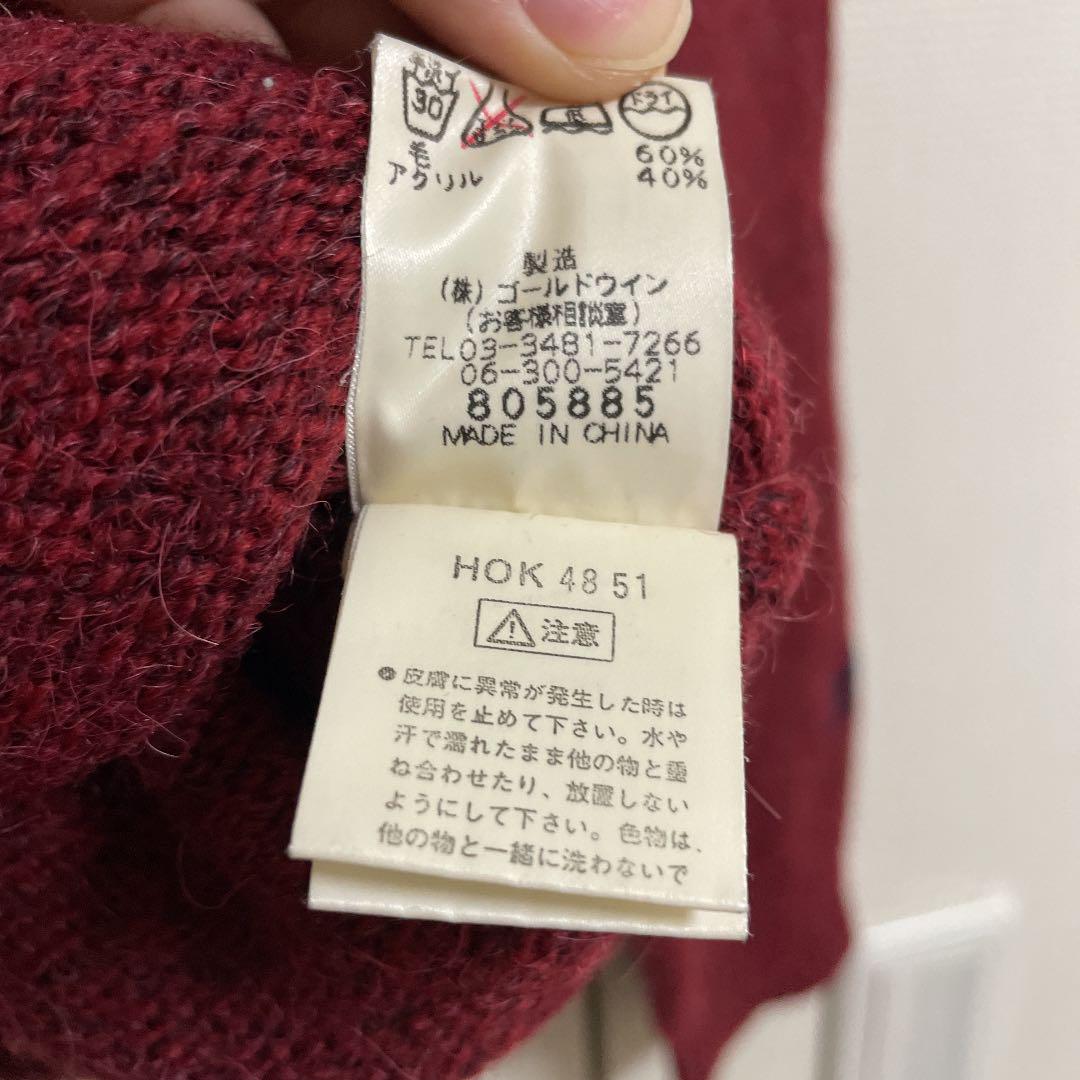 手洗イ
30
ドライ
毛 60%
アクリル 40%
製造
(株)ゴールドウイン
(お客様相談室)
TEL 03-3481-7266
06-300-5421
805885
MADE IN CHINA
HOK 48 51
注意
皮膚に異常が発生した時は
使用を止めて下さい。水や
汗で濡れたまま他の物と重
ね合わせたり、放置しない
ようにして下さい。色物は、
他の物と一緒に洗わないで